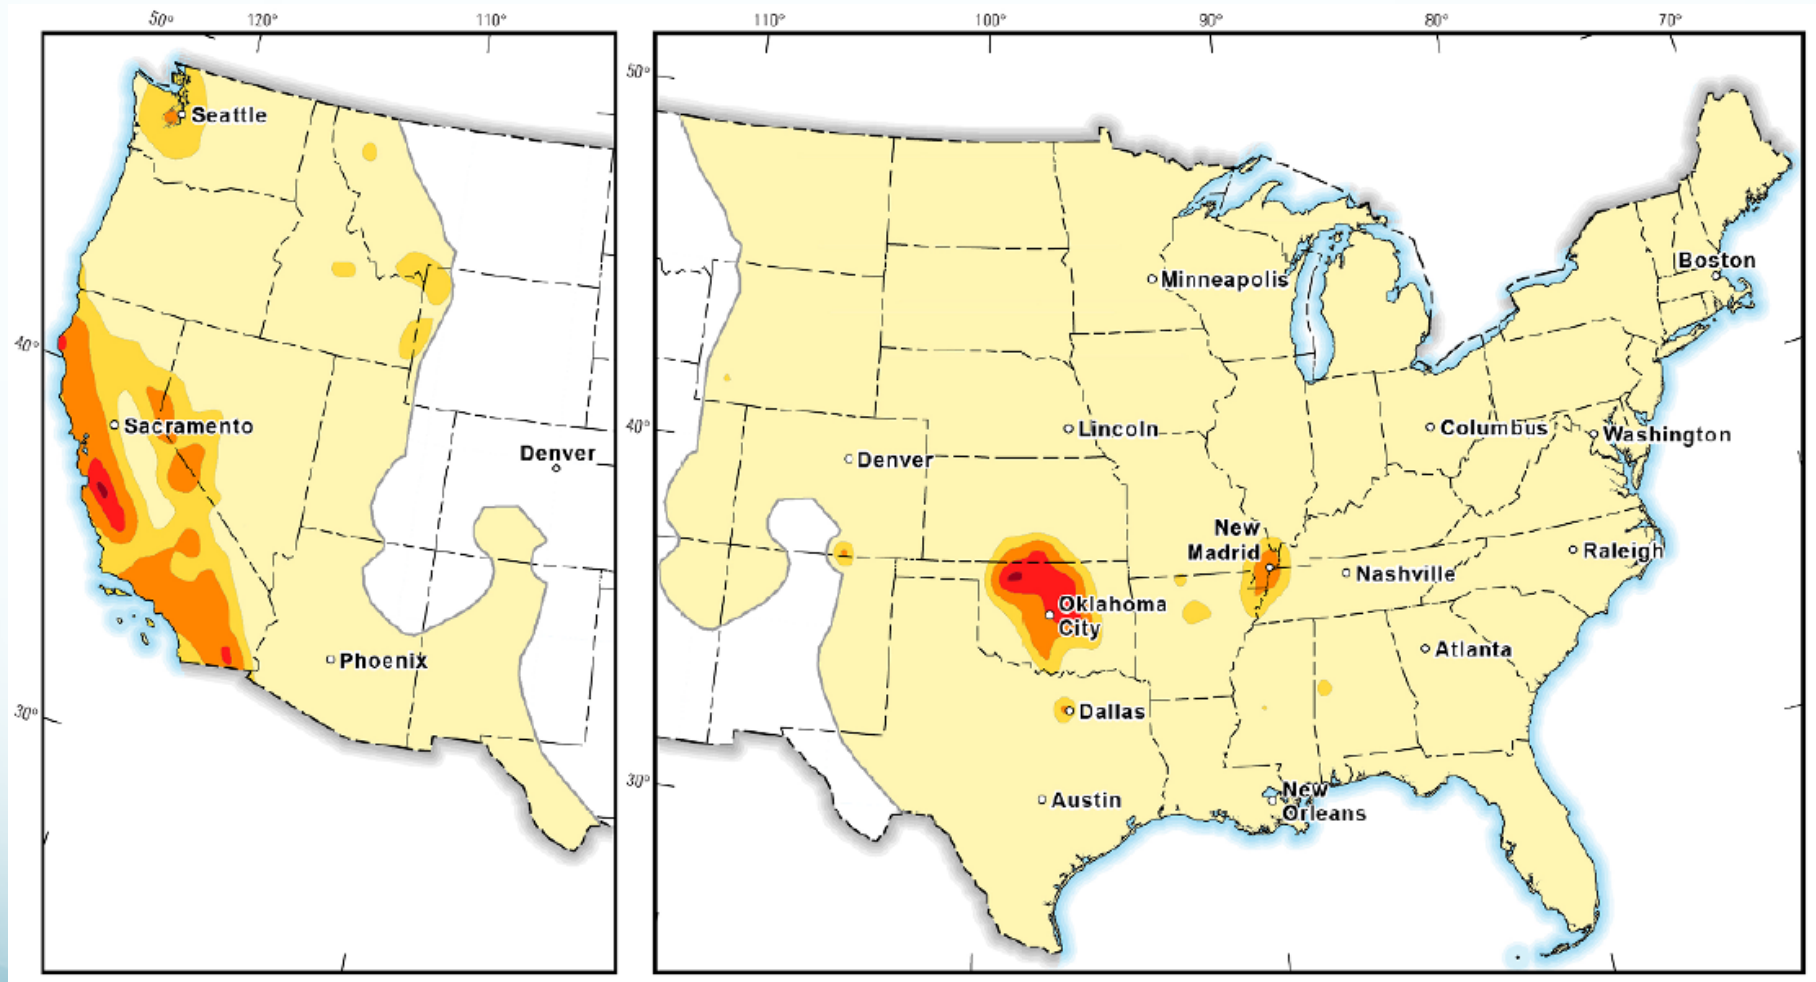 50° 120° 110°
110° 100° 90° 80° 70°
50°
Seattle
Boston
Minneapolis
40°
Sacramento
Denver
40°
Lincoln
Columbus
Washington
Denver
New
Madrid
Raleigh
Nashville
Oklahoma
City
Atlanta
Phoenix
30°
Dallas
30°
Austin
New
Orleans